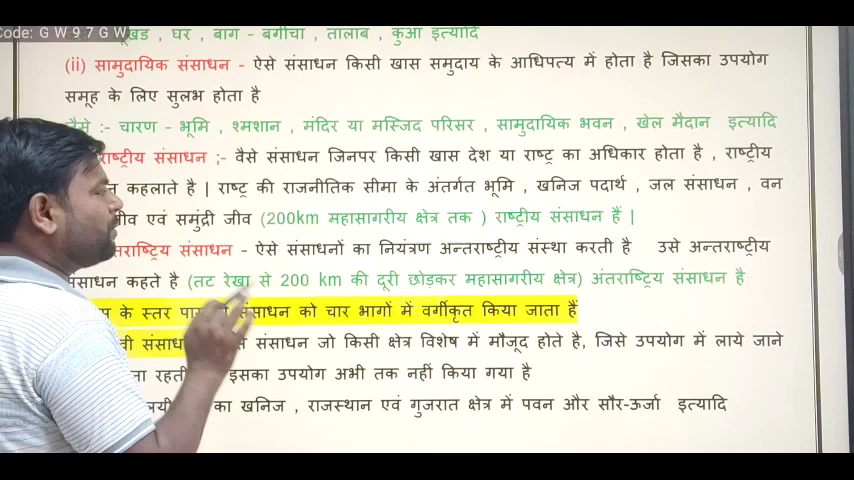 Code: G W 9 7 G W
घर , बाग - बगीचा , तालाब , कुआँ इत्यादि
(ii) सामुदायिक संसाधन - ऐसे संसाधन किसी खास समुदाय के आधिपत्य में होता है जिसका उपयोग
समूह के लिए सुलभ होता है
:- चारण - भूमि , श्मशान , मंदिर या मस्जिद परिसर , सामुदायिक भवन , खेल मैदान इत्यादि
राष्ट्रीय संसाधन ;- वैसे संसाधन जिनपर किसी खास देश या राष्ट्र का अधिकार होता है , राष्ट्रीय
कहलाते है | राष्ट्र की राजनीतिक सीमा के अंतर्गत भूमि , खनिज पदार्थ , जल संसाधन , वन
जीव एवं समुंद्री जीव (200km महासागरीय क्षेत्र तक ) राष्ट्रीय संसाधन हैं |
संसाधन - ऐसे संसाधनों का नियंत्रण अन्तराष्ट्रीय संस्था करती है उसे अन्तराष्ट्रीय
संसाधन कहते है (तट रेखा से 200 km की दूरी छोड़कर महासागरीय क्षेत्र) अंतराष्ट्रिय संसाधन है
के स्तर संसाधन को चार भागों में वर्गीकृत किया जाता है
संसाधन जो किसी क्षेत्र विशेष में मौजूद होते है, जिसे उपयोग में लाये जाने
रहती इसका उपयोग अभी तक नहीं किया गया है
का खनिज , राजस्थान एवं गुजरात क्षेत्र में पवन और सौर-ऊर्जा इत्यादि